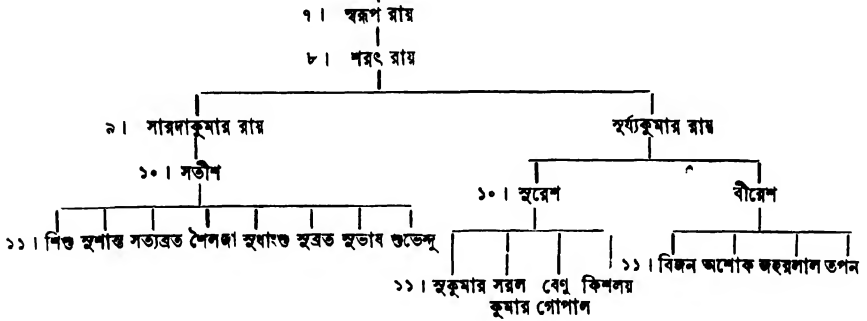 ৭। স্বরূপ রায়
৮। শরৎ রায়
৯। সারদাকুমার রায় সূর্য্যকুমার রায়
১০। সতীশ
১০। সুরেশ বীরেশ
১১। শিশু সুশান্ত সত্যব্রত শৈলজা সুধাংশু সুব্রত সুভাষ শুভেন্দু
১১। বিজন অশোক জহরলাল তপন
১১। সুকুমার সরল বেণু কিশলয়
কুমার গোপাল